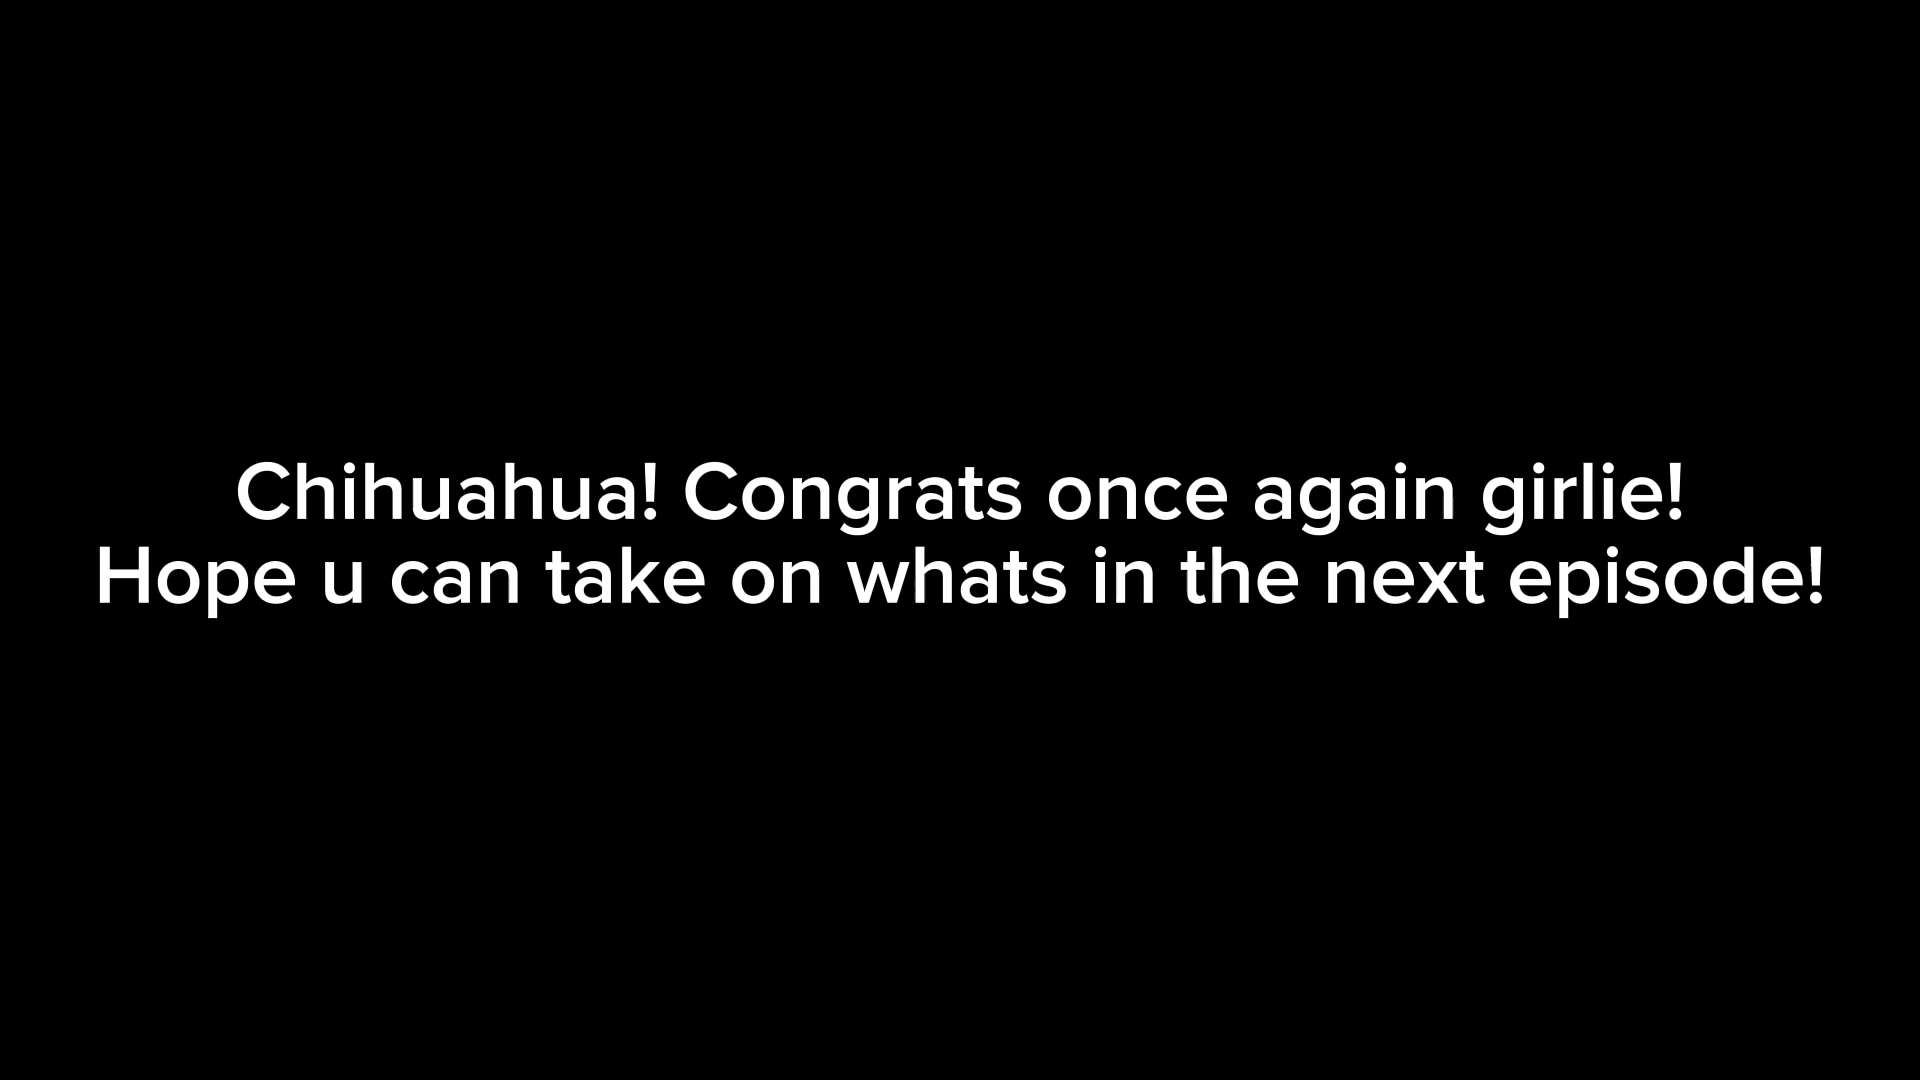 Chihuahua! Congrats once again girlie!
Hope u can take on whats in the next episode!